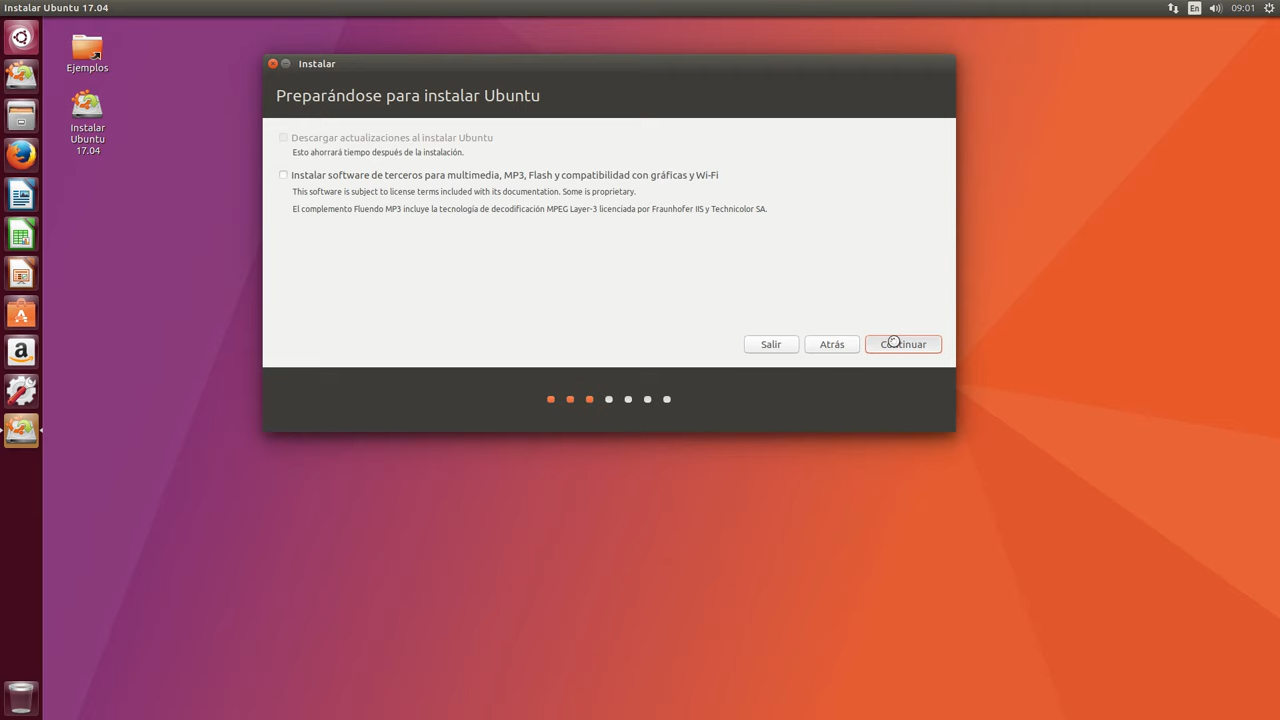 Instalar Ubuntu 17.04
En
09:01
Ejemplos
Instalar
Ubuntu
17.04
Instalar
Preparándose para instalar Ubuntu
Descargar actualizaciones al instalar Ubuntu
Esto ahorrará tiempo después de la instalación.
Instalar software de terceros para multimedia, MP3, Flash y compatibilidad con gráficas y Wi-Fi
This software is subject to license terms included with its documentation. Some is proprietary.
El complemento Fluendo MP3 incluye la tecnología de decodificación MPEG Layer-3 licenciada por Fraunhofer IIS y Technicolor SA.
Salir
Atrás
Continuar